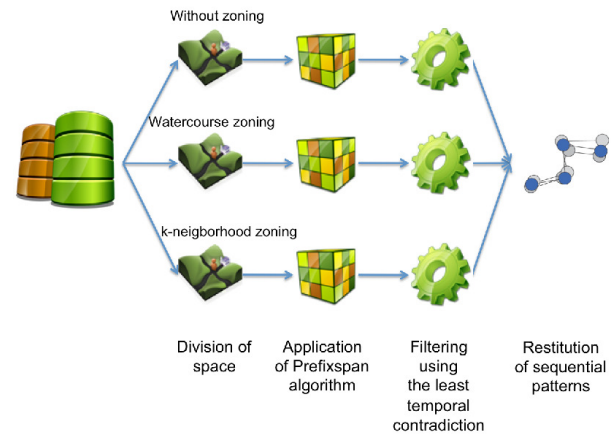 Without zoning
Watercourse zoning
k-neigborhood zoning
Division of
space
Application
of Prefixspan
algorithm
Filtering
using
the least
temporal
contradiction
Restitution
of sequential
patterns